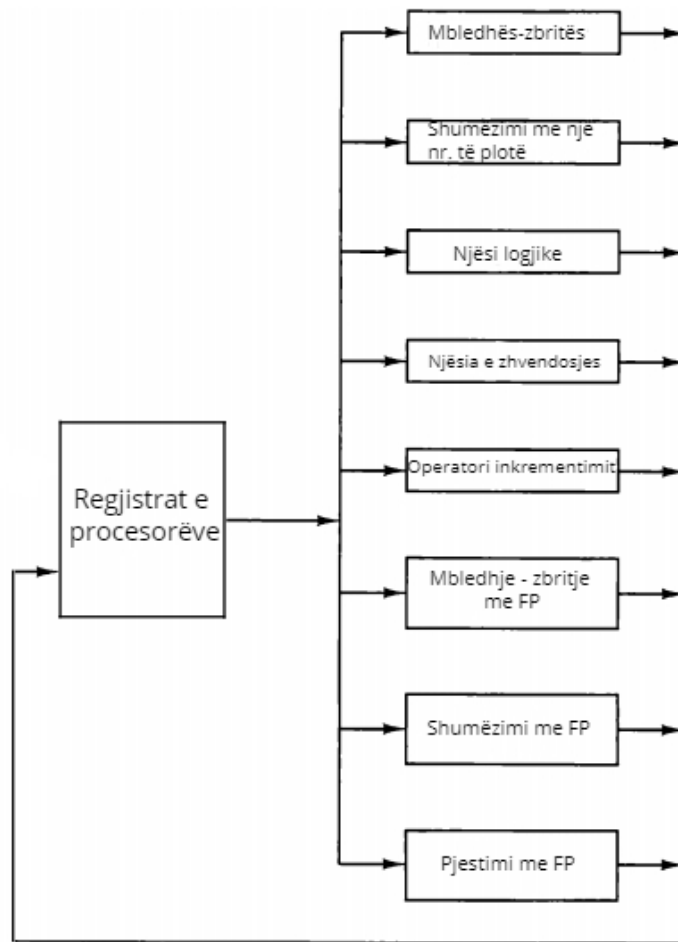 Mbledhës-zbritës
Shumëzimi me një
nr. të plotë
Njësi logjike
Njësia e zhvendosjes
Operatori inkrementimit
Regjistrat e
procesorëve
Mbledhje - zbritje
me FP
Shumëzimi me FP
Pjestimi me FP